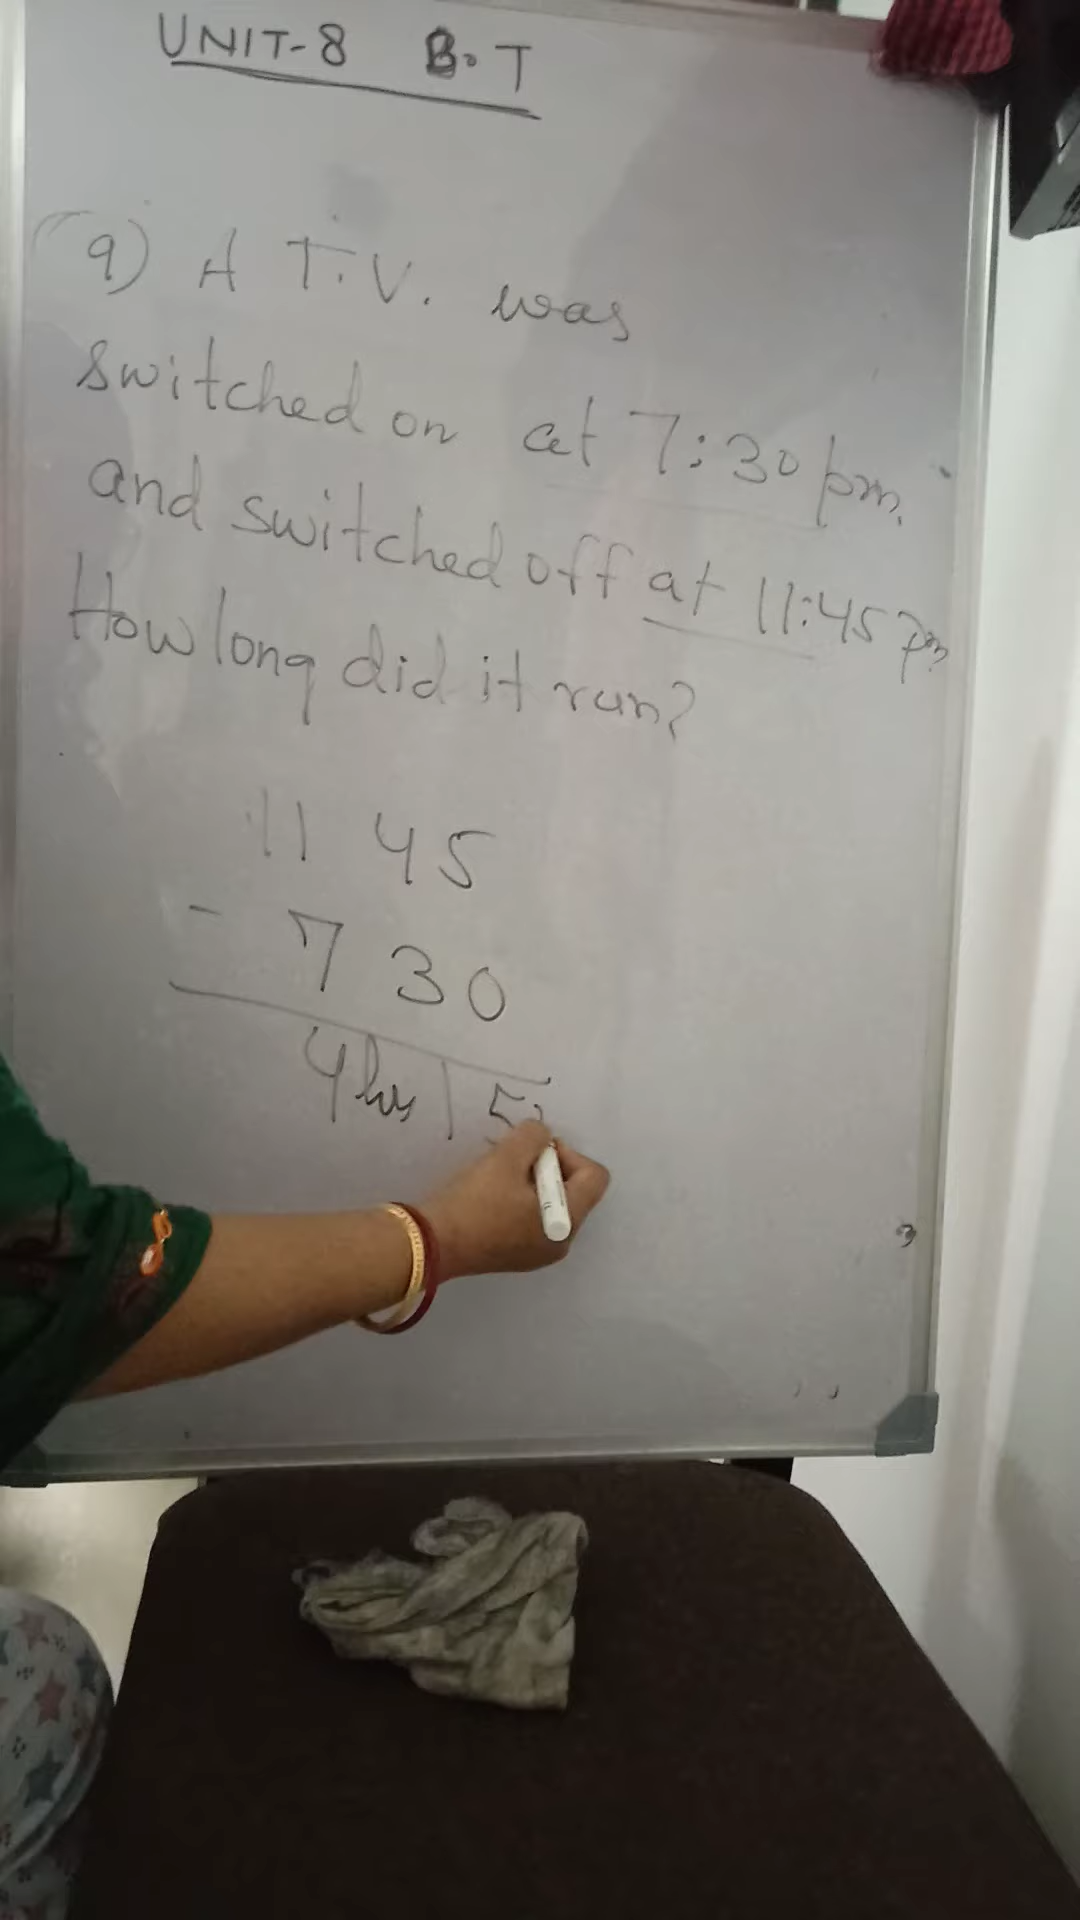 UNIT-8 B.T
9) A T.V. was
switched on at 7:30 pm.
and switched off at 11:45 pm
How long did it run?
11 45
- 7 30
4hrs 15